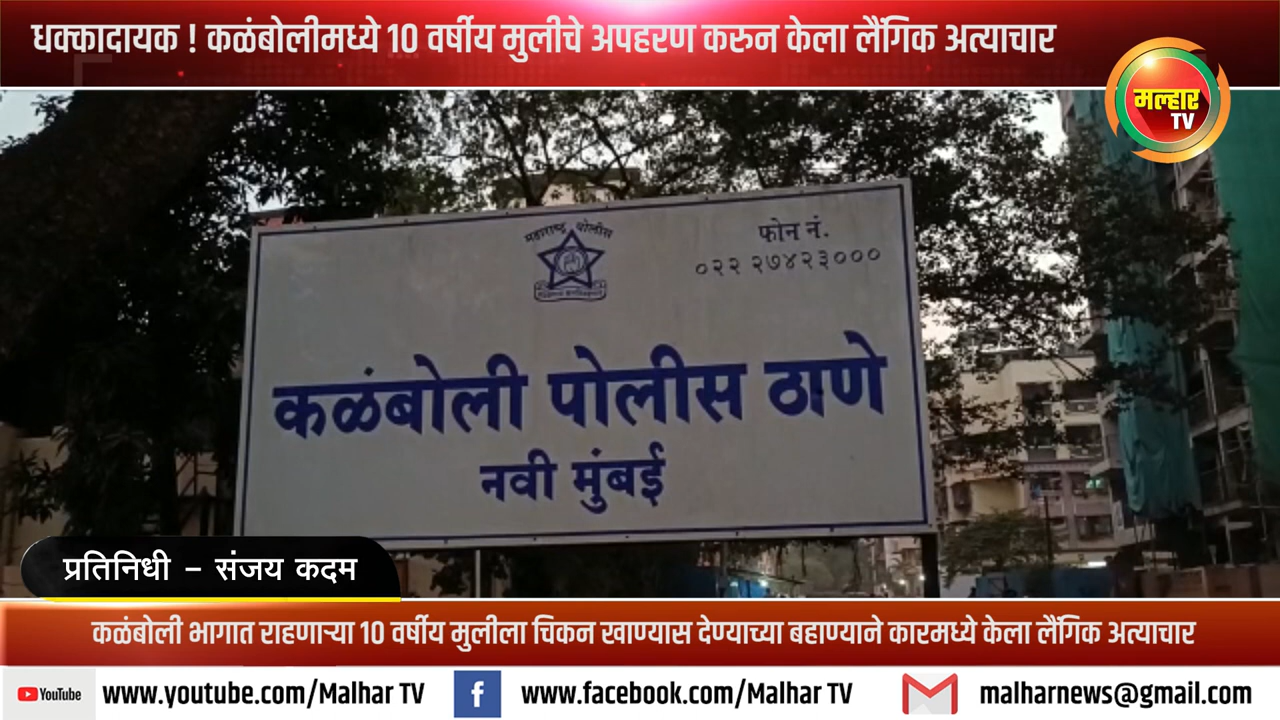 धक्कादायक ! कळंबोलीमध्ये 10 वर्षीय मुलीचे अपहरण करुन केला लैंगिक अत्याचार
मल्हार
TV
महाराष्ट्र पोलीस
फोन नं.
०२२ २७४२३०००
कळंबोली पोलीस ठाणे
नवी मुंबई
प्रतिनिधी – संजय कदम
कळंबोली भागात राहणाऱ्या 10 वर्षीय मुलीला चिकन खाण्यास देण्याच्या बहाण्याने कारमध्ये केला लैंगिक अत्याचार
YouTube www.youtube.com/Malhar TV www.facebook.com/Malhar TV malharnews@gmail.com